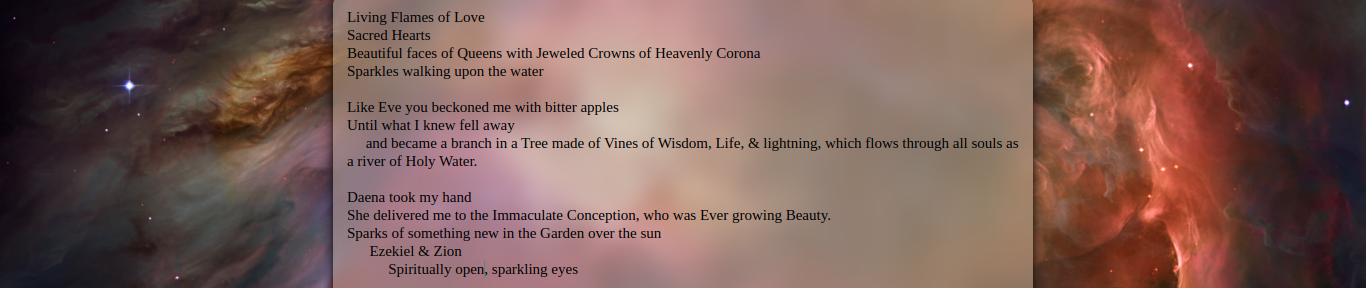 Living Flames of Love
Sacred Hearts
Beautiful faces of Queens with Jeweled Crowns of Heavenly Corona
Sparkles walking upon the water
Like Eve you beckoned me with bitter apples
Until what I knew fell away
and became a branch in a Tree made of Vines of Wisdom, Life, & lightning, which flows through all souls as
a river of Holy Water.
Daena took my hand
She delivered me to the Immaculate Conception, who was Ever growing Beauty.
Sparks of something new in the Garden over the sun
Ezekiel & Zion
Spiritually open, sparkling eyes